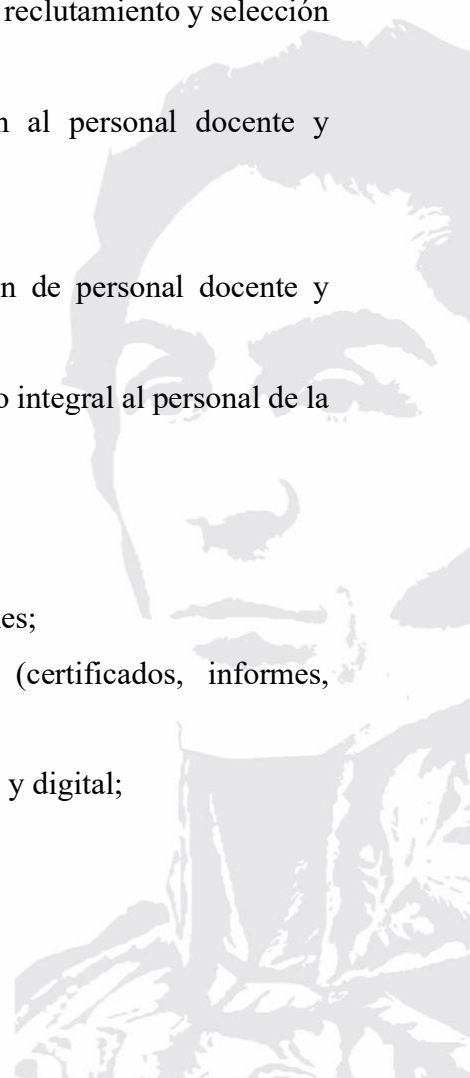 reclutamiento y selección
n al personal docente y
n de personal docente y
o integral al personal de la
es;
(certificados, informes,
y digital;